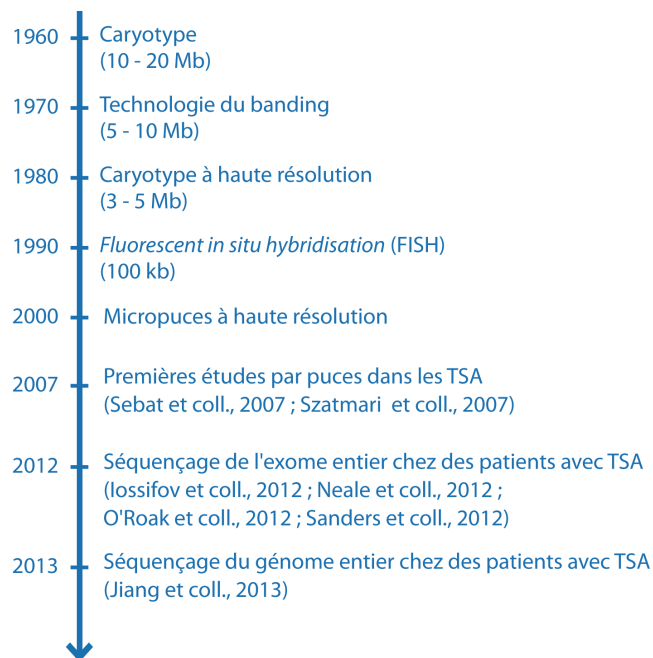 1960 Caryotype
(10 - 20 Mb)
1970 Technologie du banding
(5 - 10 Mb)
1980 Caryotype à haute résolution
(3 - 5 Mb)
1990 Fluorescent in situ hybridisation (FISH)
(100 kb)
2000 Micropuces à haute résolution
2007 Premières études par puces dans les TSA
(Sebat et coll., 2007 ; Szatmari et coll., 2007)
2012 Séquençage de l'exome entier chez des patients avec TSA
(Iossifov et coll., 2012 ; Neale et coll., 2012 ;
O'Roak et coll., 2012 ; Sanders et coll., 2012)
2013 Séquençage du génome entier chez des patients avec TSA
(Jiang et coll., 2013)